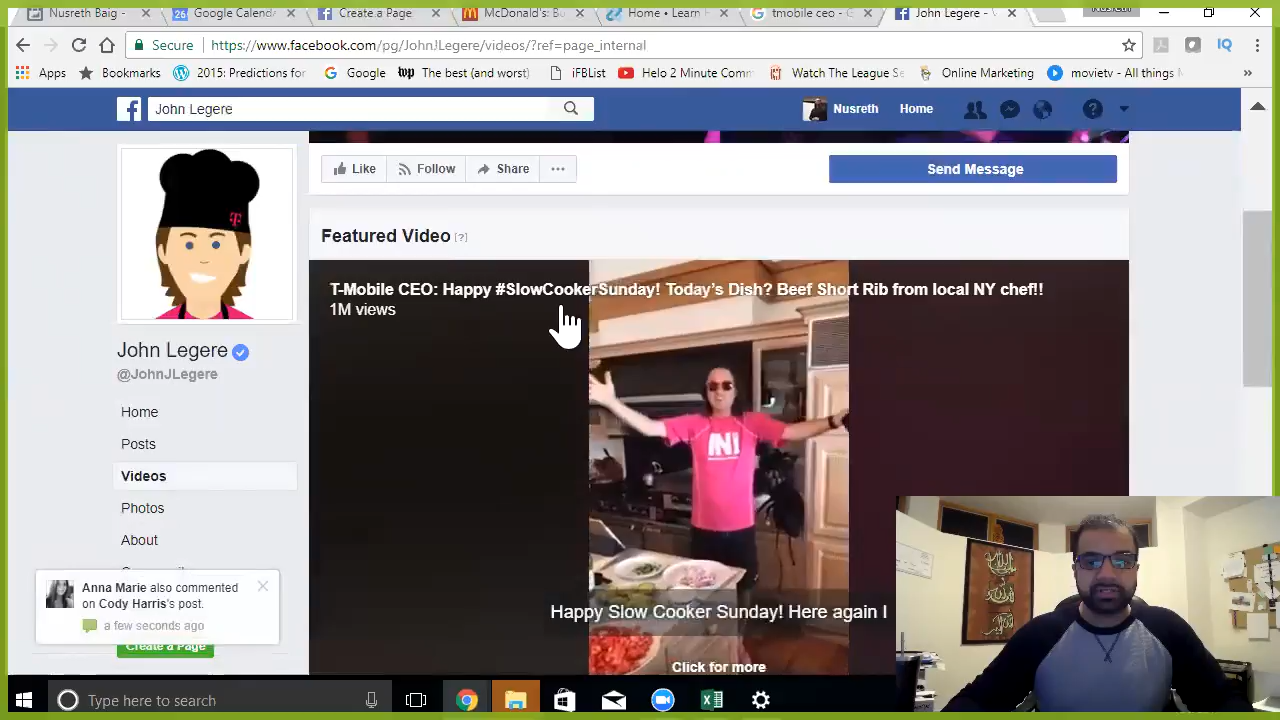 Nusreth Baig -
26 Google Calend
Create a Page
McDonald's: Bu
Home • Learn F
tmobile ceo - G
John Legere - V
Nusreth
Secure https://www.facebook.com/pg/JohnJLegere/videos/?ref=page_internal
Apps Bookmarks 2015: Predictions for Google The best (and worst) iFBList Helo 2 Minute - Watch The League Se Online Marketing movietv - All things N »
John Legere
Nusreth Home
Like Follow Share ... Send Message
Featured Video [?]
T-Mobile CEO: Happy #SlowCookerSunday! Today's Dish? Beef Short Rib from local NY chef!!
1M views
John Legere
@JohnJLegere
Home
Posts
Videos
Photos
About
Anna Marie also commented
on Cody Harris's post.
a few seconds ago
Create a Page
Happy Slow Cooker Sunday! Here again I
Click for more
Type here to search